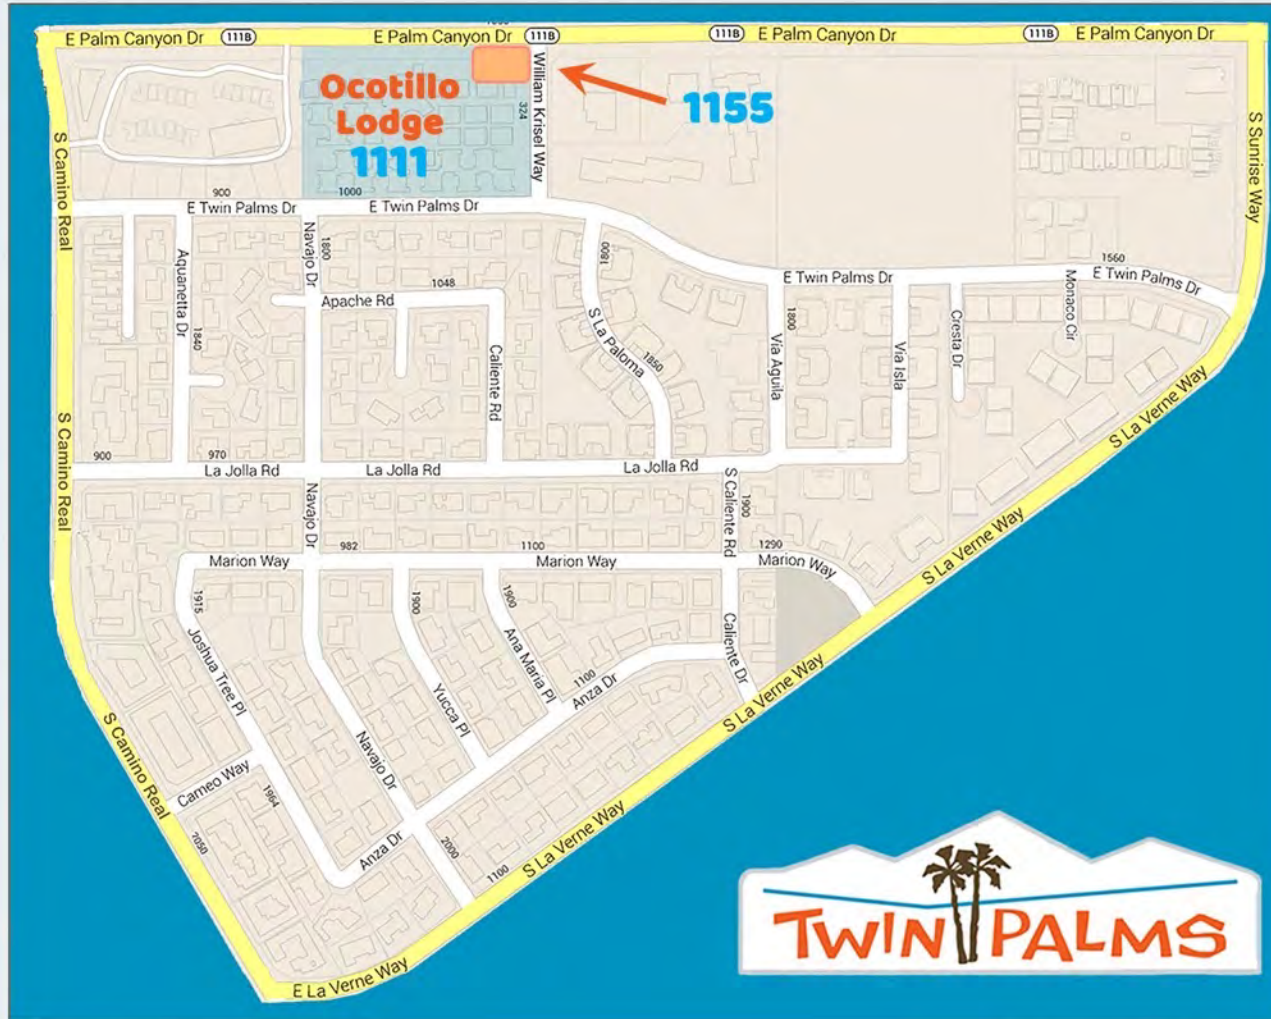 E Palm Canyon Dr
111B
E Palm Canyon Dr
111B
111B
E Palm Canyon Dr
111B
E Palm Canyon Dr
Ocotillo
Lodge
1111
324
William Krisel Way
1155
S Camino Real
S Sunrise Way
900
1000
E Twin Palms Dr
E Twin Palms Dr
Navajo Dr
1800
Aquanetta Dr
1840
Apache Rd
1048
Caliente Rd
1800
S La Paloma
1850
E Twin Palms Dr
1800
Via Aguila
Via Isla
Cresta Dr
Monaco Cir
1560
E Twin Palms Dr
S La Verne Way
S Camino Real
900
970
La Jolla Rd
La Jolla Rd
La Jolla Rd
Navajo Dr
S Caliente Rd
1900
S La Verne Way
Marion Way
982
1100
Marion Way
1290
Marion Way
1915
Joshua Tree Pl
1900
Yucca Pl
1900
Ana Maria Pl
1100
Anza Dr
Caliente Dr
S La Verne Way
S Camino Real
Cameo Way
1964
Navajo Dr
2050
Anza Dr
2000
1100
S La Verne Way
E La Verne Way
TWIN PALMS